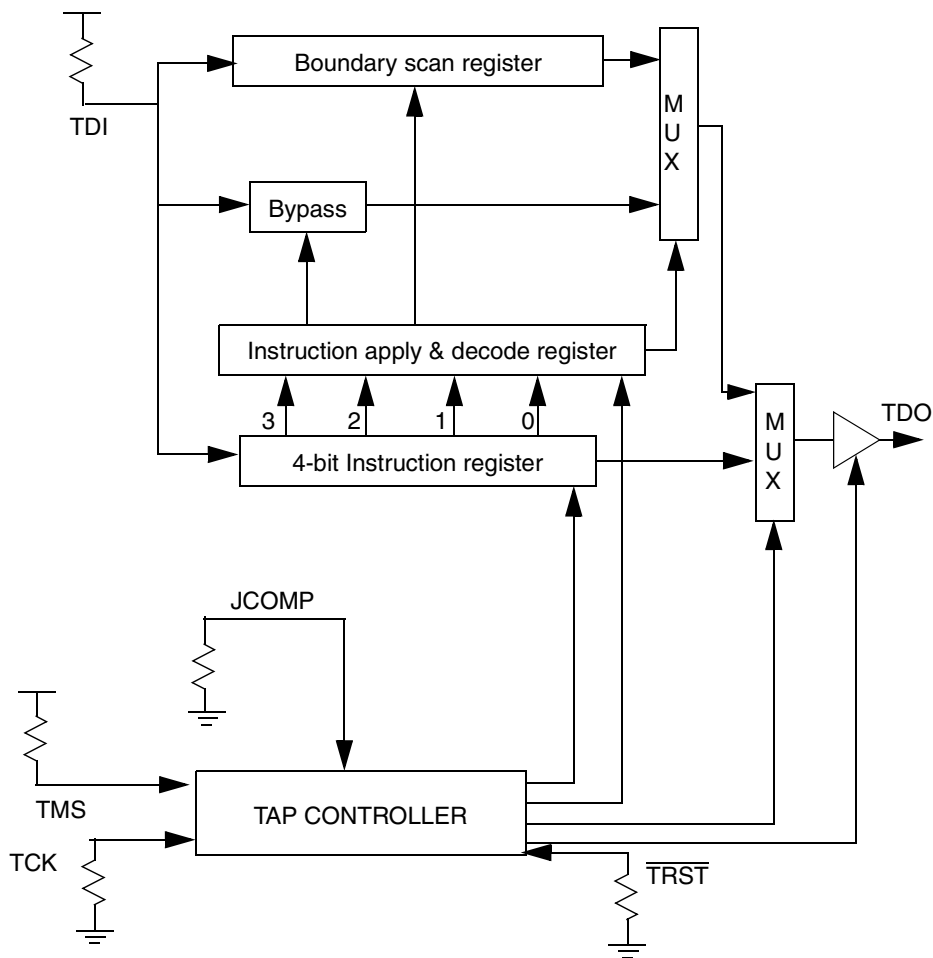 Boundary scan register
M
U
X
TDI
Bypass
Instruction apply & decode register
3 2 1 0
4-bit Instruction register
M
U
X
TDO
JCOMP
TMS
TAP CONTROLLER
TCK
TRST